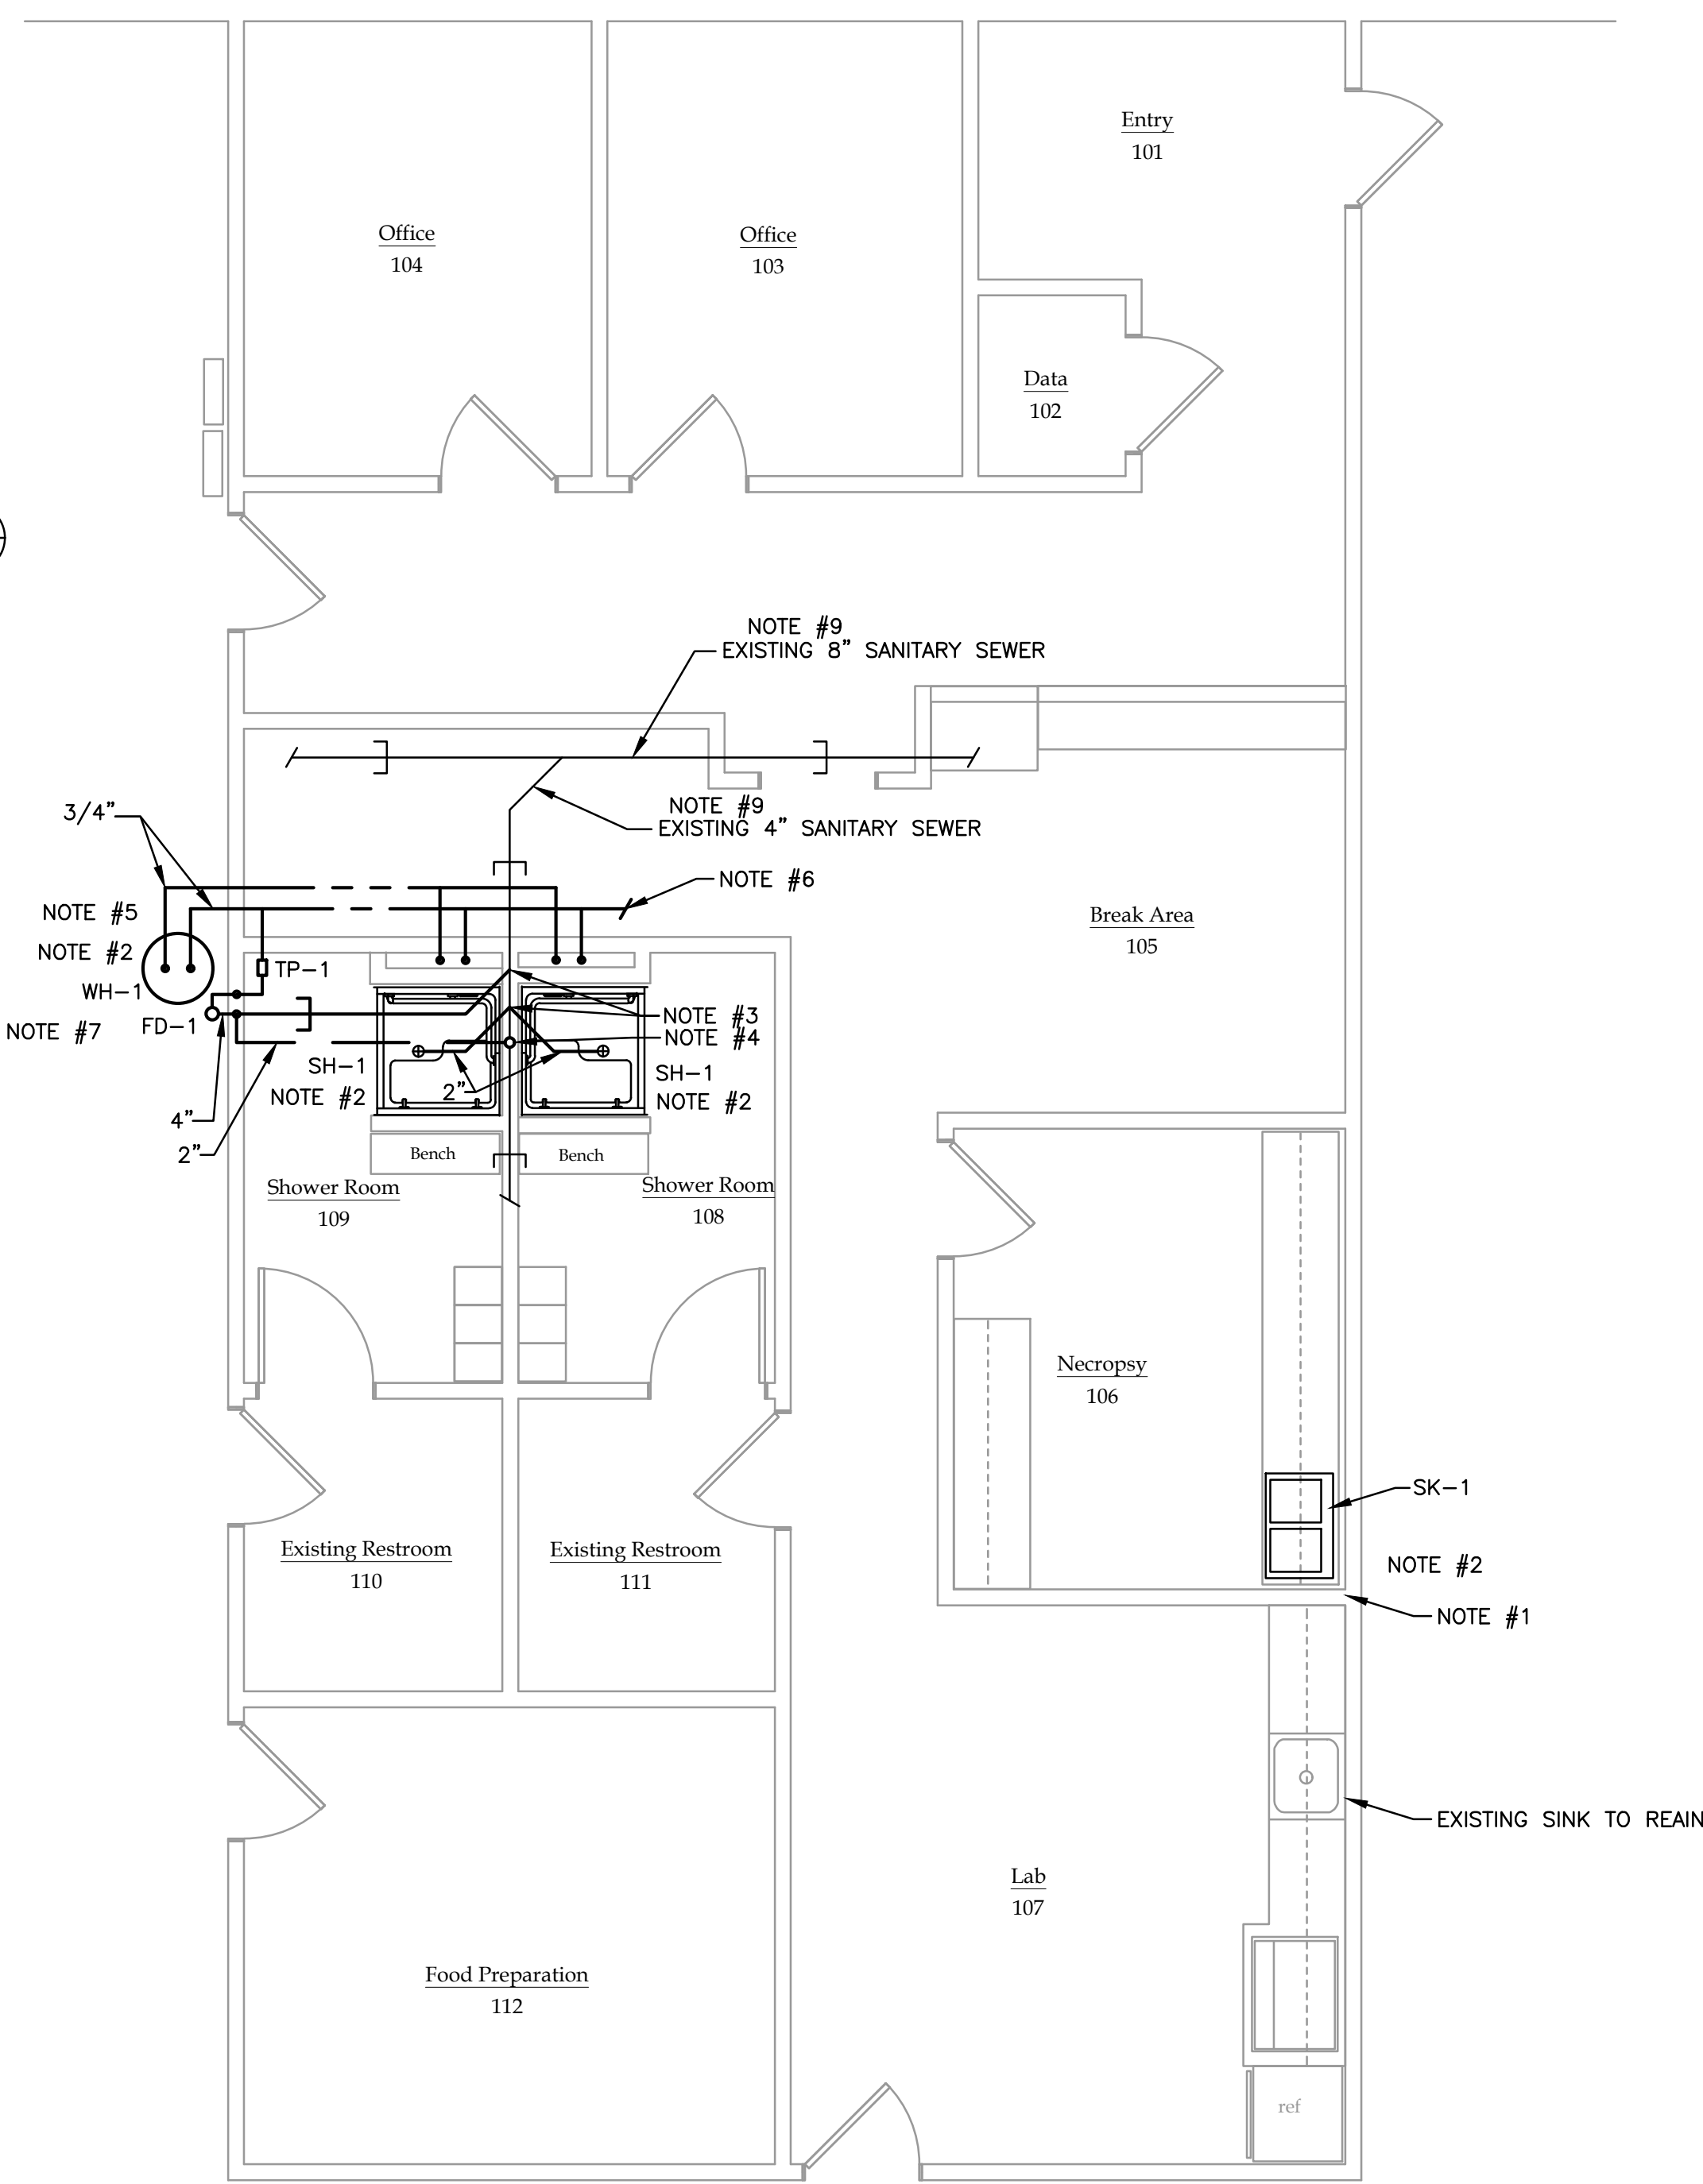 Entry
101
Office
104
Office
103
Data
102
NOTE #9
EXISTING 8” SANITARY SEWER
3/4”
NOTE #9
EXISTING 4” SANITARY SEWER
NOTE #6
NOTE #5
NOTE #2
WH-1
TP-1
FD-1
NOTE #7
Break Area
105
NOTE #3
NOTE #4
SH-1
NOTE #2
2”
SH-1
NOTE #2
4”
2”
Bench
Bench
Shower Room
109
Shower Room
108
Necropsy
106
SK-1
NOTE #2
NOTE #1
Existing Restroom
110
Existing Restroom
111
EXISTING SINK TO REAIN
Lab
107
Food Preparation
112
ref